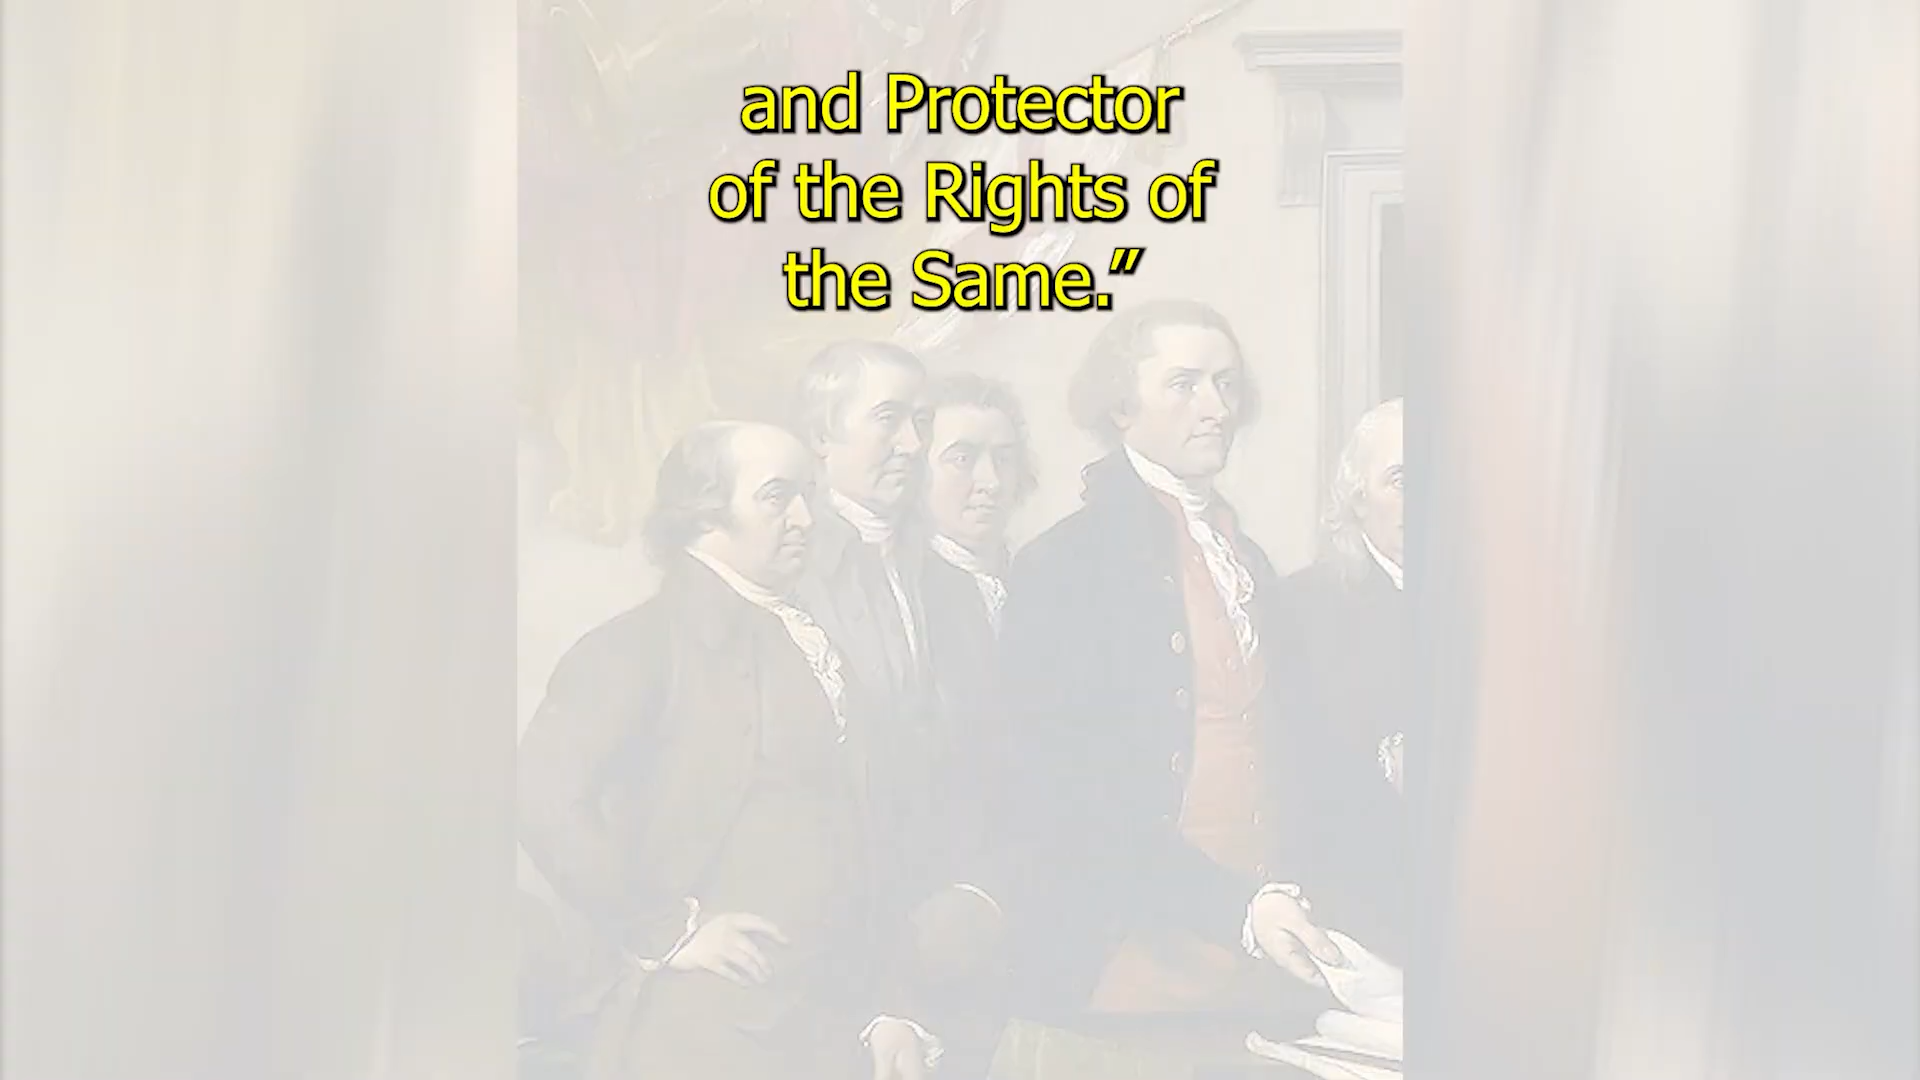 and Protector
of the Rights of
the Same.”